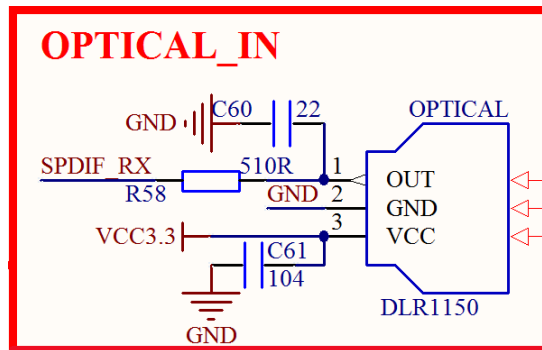 OPTICAL_IN
C60 22 OPTICAL
GND
SPDIF_RX 510R 1 OUT
R58 GND 2 GND
VCC3.3 3 VCC
C61
104 DLR1150
GND